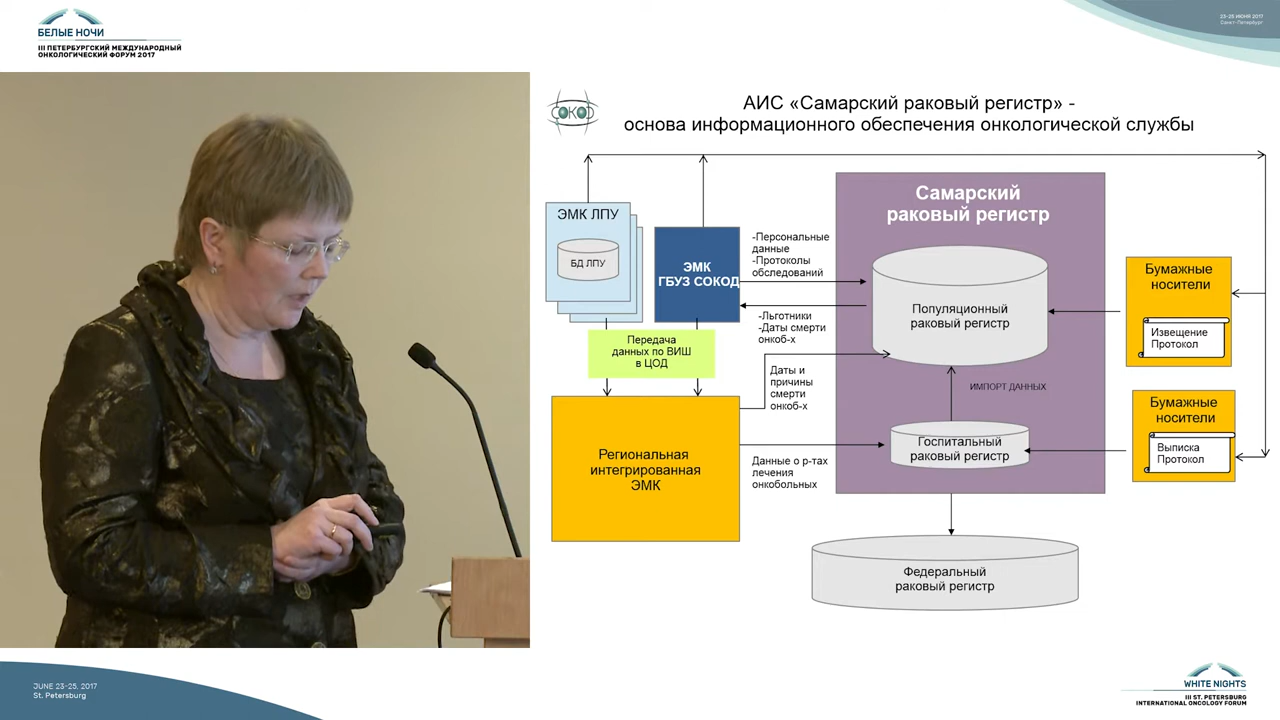 БЕЛЫЕ НОЧИ
III ПЕТЕРБУРГСКИЙ МЕЖДУНАРОДНЫЙ
ОНКОЛОГИЧЕСКИЙ ФОРУМ 2017
23-25 ИЮНЯ 2017
Санкт-Петербург
СОКОД
АИС «Самарский раковый регистр» -
основа информационного обеспечения онкологической службы
ЭМК ЛПУ
БД ЛПУ
ЭМК
ГБУЗ СОКОД
-Персональные
данные
-Протоколы
обследований
-Льготники
-Даты смерти
онкоб-х
Передача
данных по ВИШ
в ЦОД
Даты и
причины
смерти
онкоб-х
Региональная
интегрированная
ЭМК
Данные о р-тах
лечения
онкобольных
Самарский
раковый регистр
Популяционный
раковый регистр
ИМПОРТ ДАННЫХ
Госпитальный
раковый регистр
Федеральный
раковый регистр
Бумажные
носители
Извещение
Протокол
Бумажные
носители
Выписка
Протокол
JUNE 23-25, 2017
St. Petersburg
WHITE NIGHTS
III ST. PETERSBURG
INTERNATIONAL ONCOLOGY FORUM